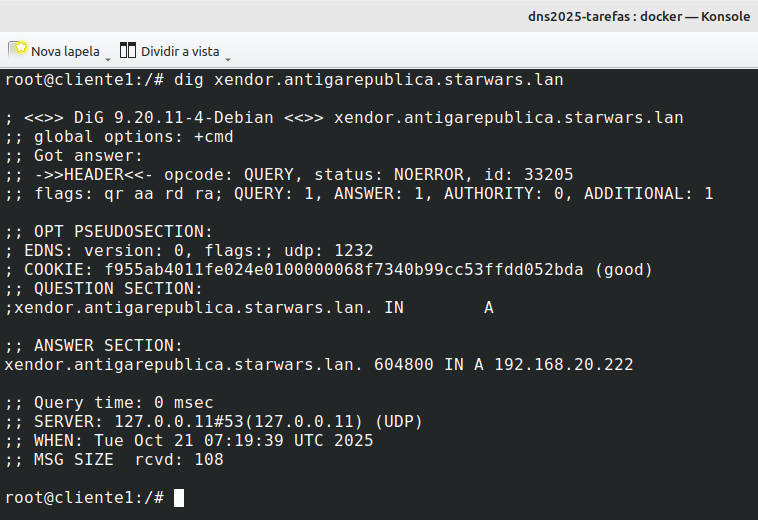 dns2025-tarefas : docker — Konsole
Nova lapela Dividir a vista
root@cliente1:/# dig xendor.antigarepublica.starwars.lan
; <<>> DiG 9.20.11-4-Debian <<>> xendor.antigarepublica.starwars.lan
;; global options: +cmd
;; Got answer:
;; ->>HEADER<<- opcode: QUERY, status: NOERROR, id: 33205
;; flags: qr aa rd ra; QUERY: 1, ANSWER: 1, AUTHORITY: 0, ADDITIONAL: 1
;; OPT PSEUDOSECTION:
; EDNS: version: 0, flags:; udp: 1232
; COOKIE: f955ab4011fe024e0100000068f7340b99cc53ffdd052bda (good)
;; QUESTION SECTION:
;xendor.antigarepublica.starwars.lan. IN        A
;; ANSWER SECTION:
xendor.antigarepublica.starwars.lan. 604800 IN A 192.168.20.222
;; Query time: 0 msec
;; SERVER: 127.0.0.11#53(127.0.0.11) (UDP)
;; WHEN: Tue Oct 21 07:19:39 UTC 2025
;; MSG SIZE  rcvd: 108
root@cliente1:/#